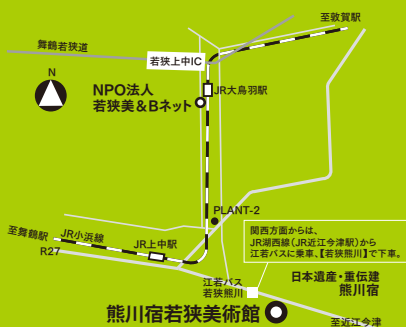 至敦賀駅
舞鶴若狭道
若狭上中IC
N
NPO法人
若狭美&Bネット
JR大鳥羽駅
PLANT-2
至舞鶴駅
JR小浜線
R27
JR上中駅
関西方面からは、
JR湖西線(JR近江今津駅)から
江若バスに乗車、【若狭熊川】で下車。
江若バス
若狭熊川
日本遺産・重伝建
熊川宿
熊川宿若狭美術館
至近江今津